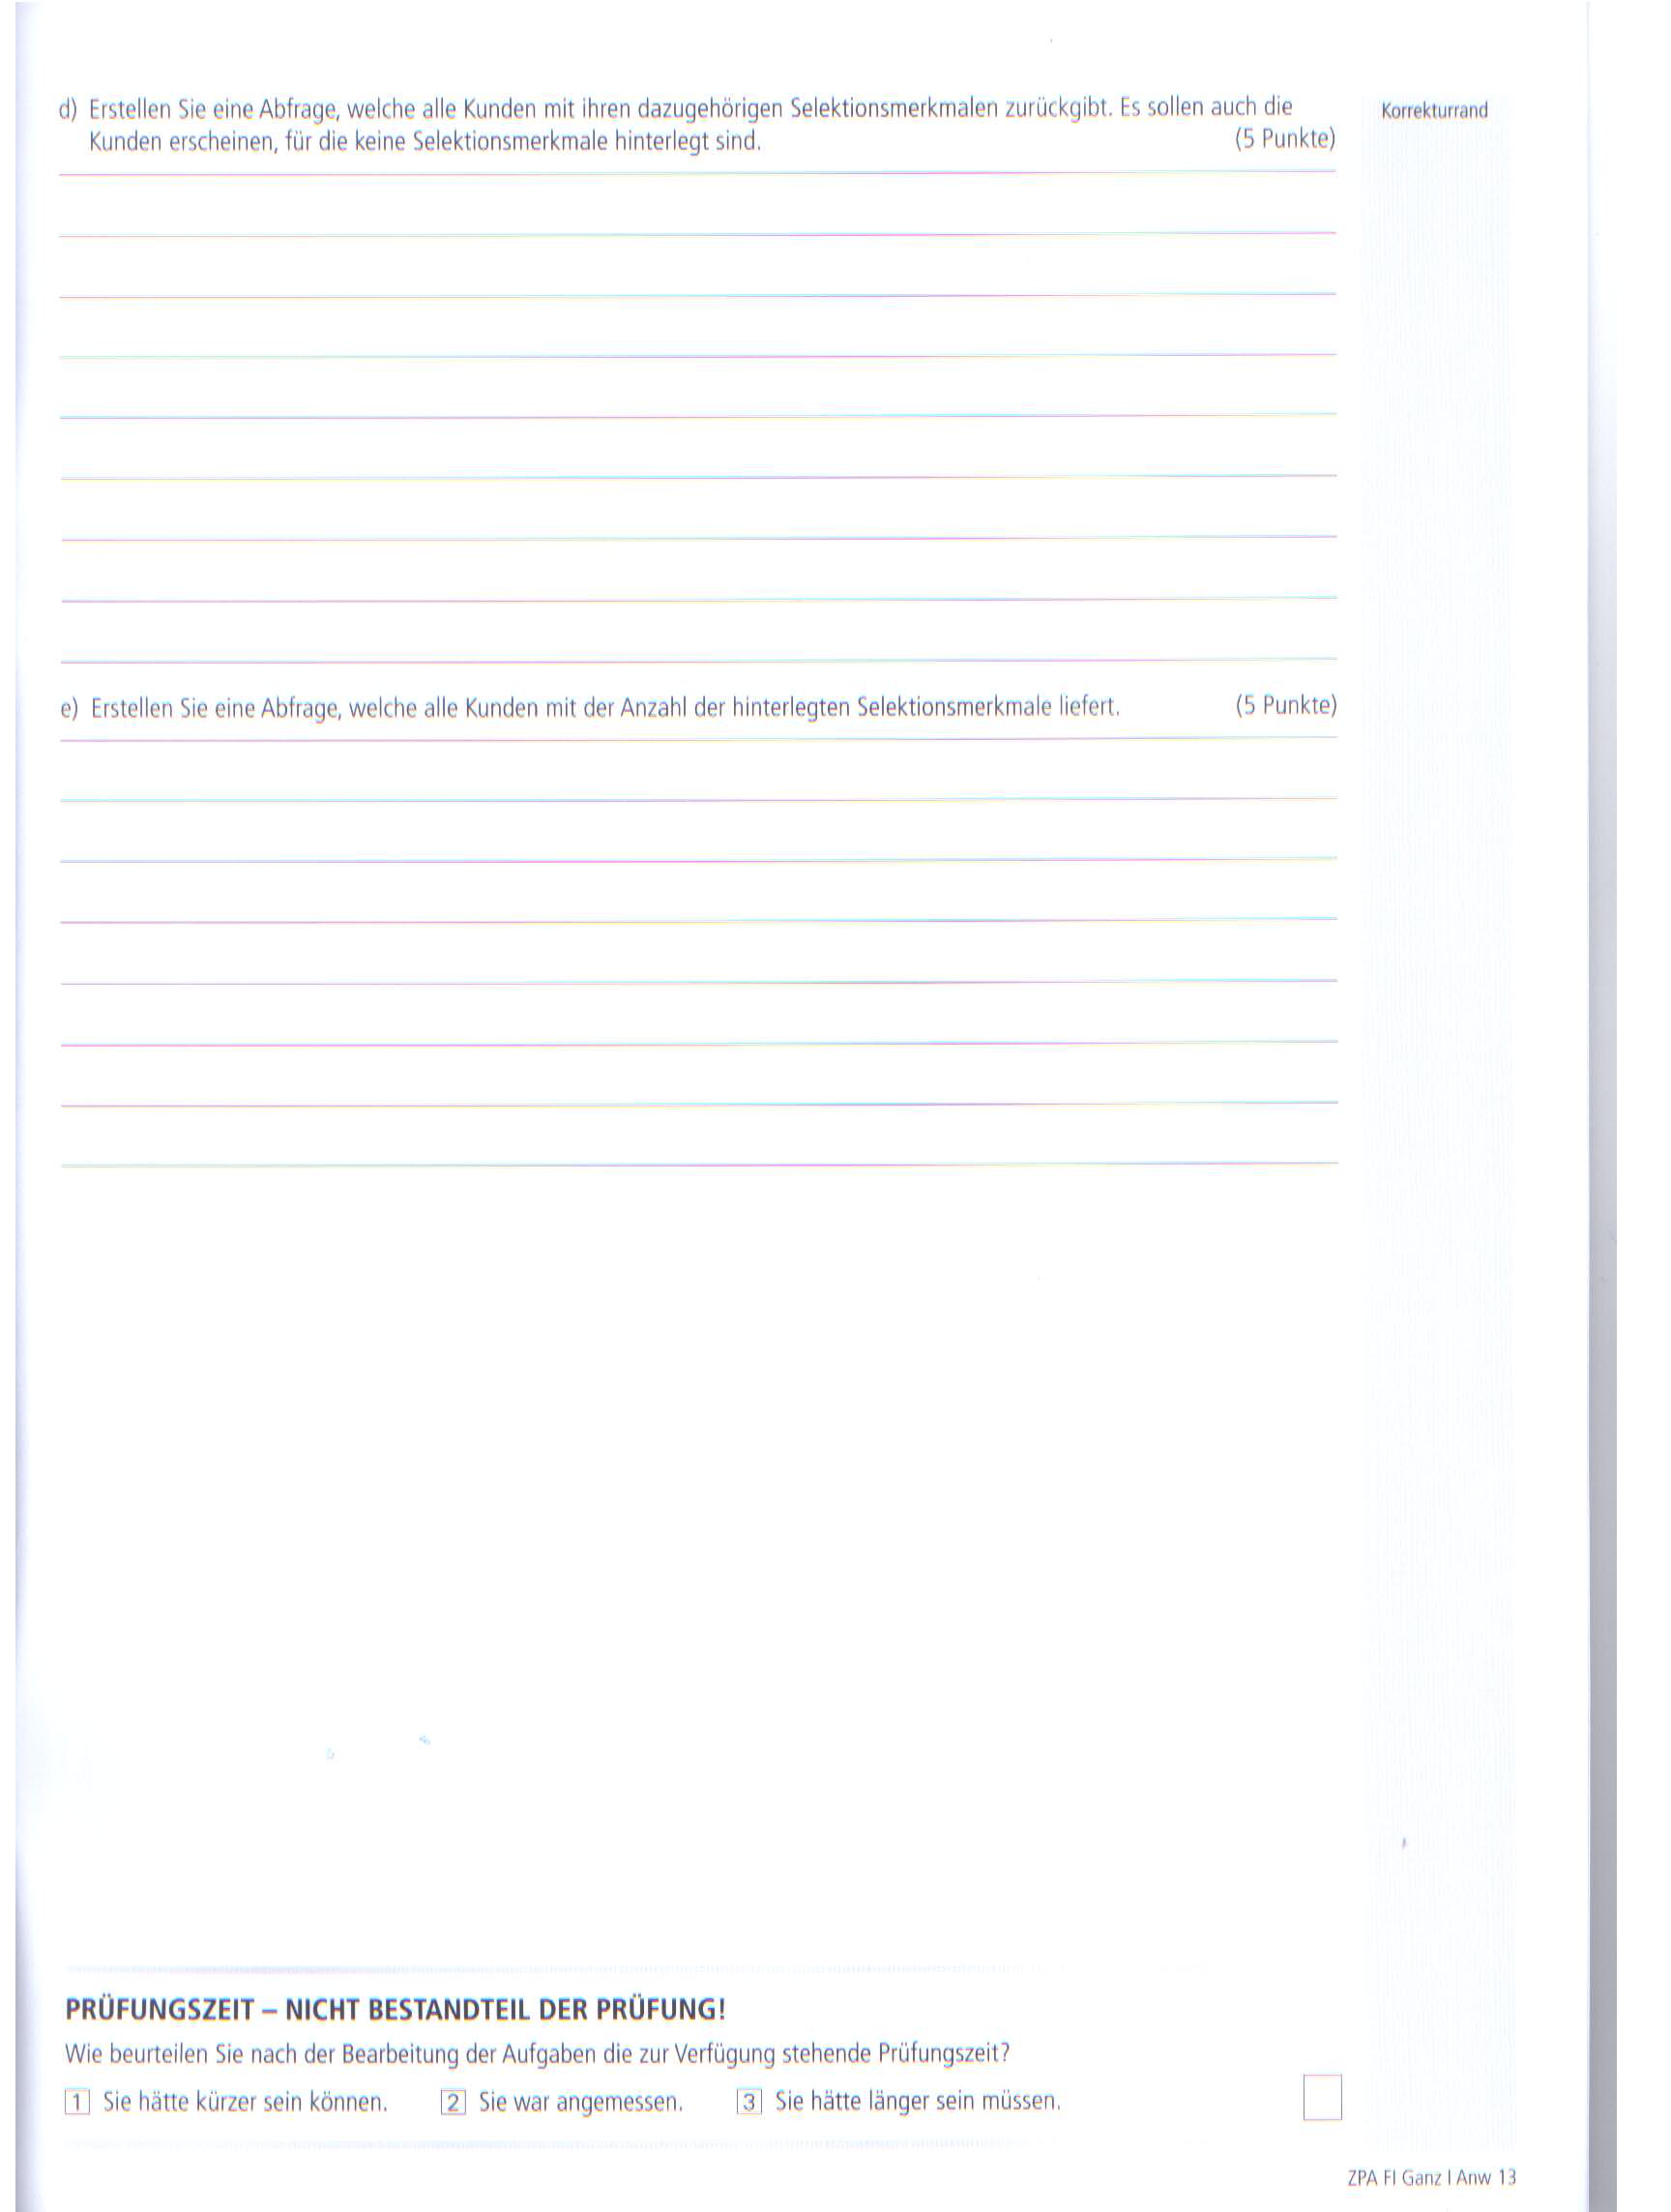 d) Erstellen Sie eine Abfrage, welche alle Kunden mit ihren dazugehörigen Selektionsmerkmalen zurückgibt. Es sollen auch die
Kunden erscheinen, für die keine Selektionsmerkmale hinterlegt sind. (5 Punkte)
Korrekturrand
e) Erstellen Sie eine Abfrage, welche alle Kunden mit der Anzahl der hinterlegten Selektionsmerkmale liefert. (5 Punkte)
PRÜFUNGSZEIT – NICHT BESTANDTEIL DER PRÜFUNG!
Wie beurteilen Sie nach der Bearbeitung der Aufgaben die zur Verfügung stehende Prüfungszeit?
1 Sie hätte kürzer sein können. 2 Sie war angemessen. 3 Sie hätte länger sein müssen.
ZPA FI Ganz I Anw 13